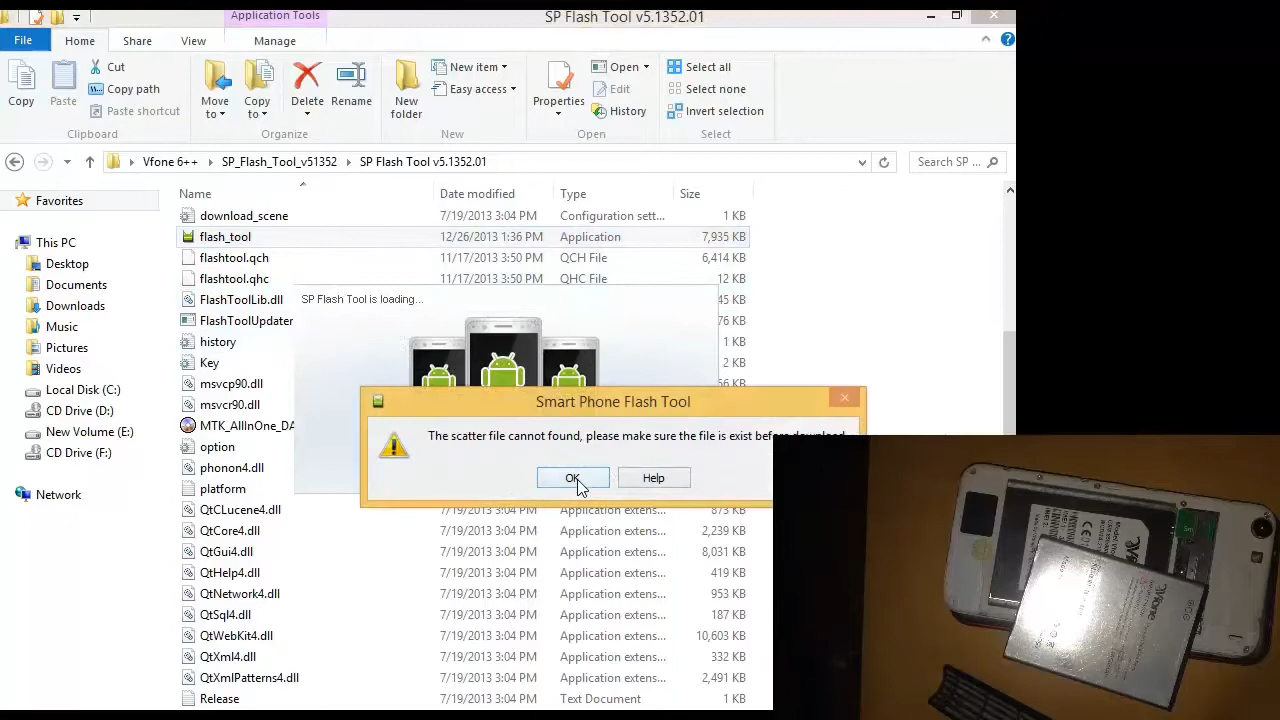 Application Tools
SP Flash Tool v5.1352.01
File
Home
Share
View
Manage
Copy
Paste
Cut
Copy path
Paste shortcut
Clipboard
Move to
Copy to
Delete
Rename
Organize
New folder
New item
Easy access
New
Properties
Open
Edit
History
Open
Select all
Select none
Invert selection
Select
Vfone 6++
SP_Flash_Tool_v51352
SP Flash Tool v5.1352.01
Search SP ...
Favorites
This PC
Desktop
Documents
Downloads
Music
Pictures
Videos
Local Disk (C:)
CD Drive (D:)
New Volume (E:)
CD Drive (F:)
Network
Name Date modified Type Size
download_scene 7/19/2013 3:04 PM Configuration sett... 1 KB
flash_tool 12/26/2013 1:36 PM Application 7,935 KB
flashtool.qch 11/17/2013 3:50 PM QCH File 6,414 KB
flashtool.qhc 11/17/2013 3:50 PM QHC File 12 KB
FlashToolLib.dll 45 KB
FlashToolUpdater 76 KB
history 1 KB
Key 2 KB
msvcp90.dll 56 KB
msvcr90.dll
MTK_AllInOne_DA
option
phonon4.dll
platform
QtCLucene4.dll Application extens... 873 KB
QtCore4.dll 7/19/2013 3:04 PM Application extens... 2,239 KB
QtGui4.dll 7/19/2013 3:04 PM Application extens... 8,031 KB
QtHelp4.dll 7/19/2013 3:04 PM Application extens... 419 KB
QtNetwork4.dll 7/19/2013 3:04 PM Application extens... 953 KB
QtSql4.dll 7/19/2013 3:04 PM Application extens... 187 KB
QtWebKit4.dll 7/19/2013 3:04 PM Application extens... 10,603 KB
QtXml4.dll 7/19/2013 3:04 PM Application extens... 332 KB
QtXmlPatterns4.dll 7/19/2013 3:04 PM Application extens... 2,491 KB
Release 7/19/2013 3:04 PM Text Document 1 KB
SP Flash Tool is loading...
Smart Phone Flash Tool
The scatter file cannot found, please make sure the file is exist before download.
OK
Help
Vfone